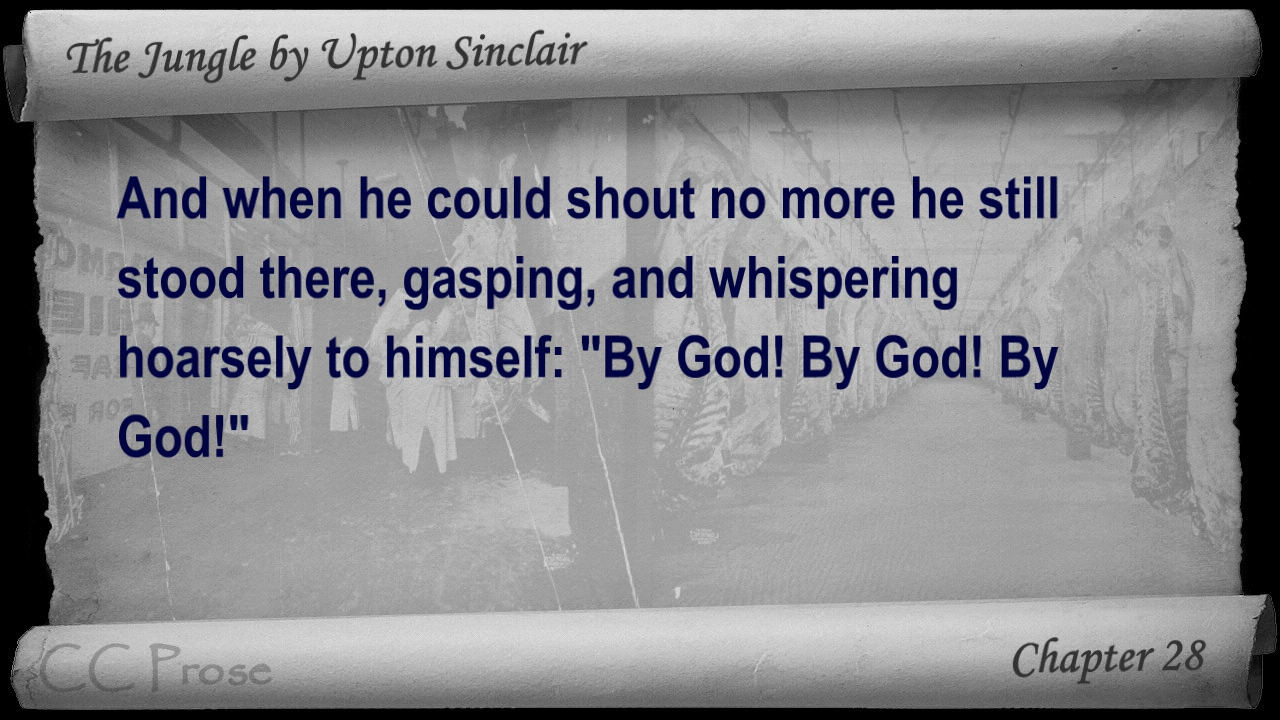 The Jungle by Upton Sinclair
And when he could shout no more he still
stood there, gasping, and whispering
hoarsely to himself: "By God! By God! By
God!"
CC Prose
Chapter 28